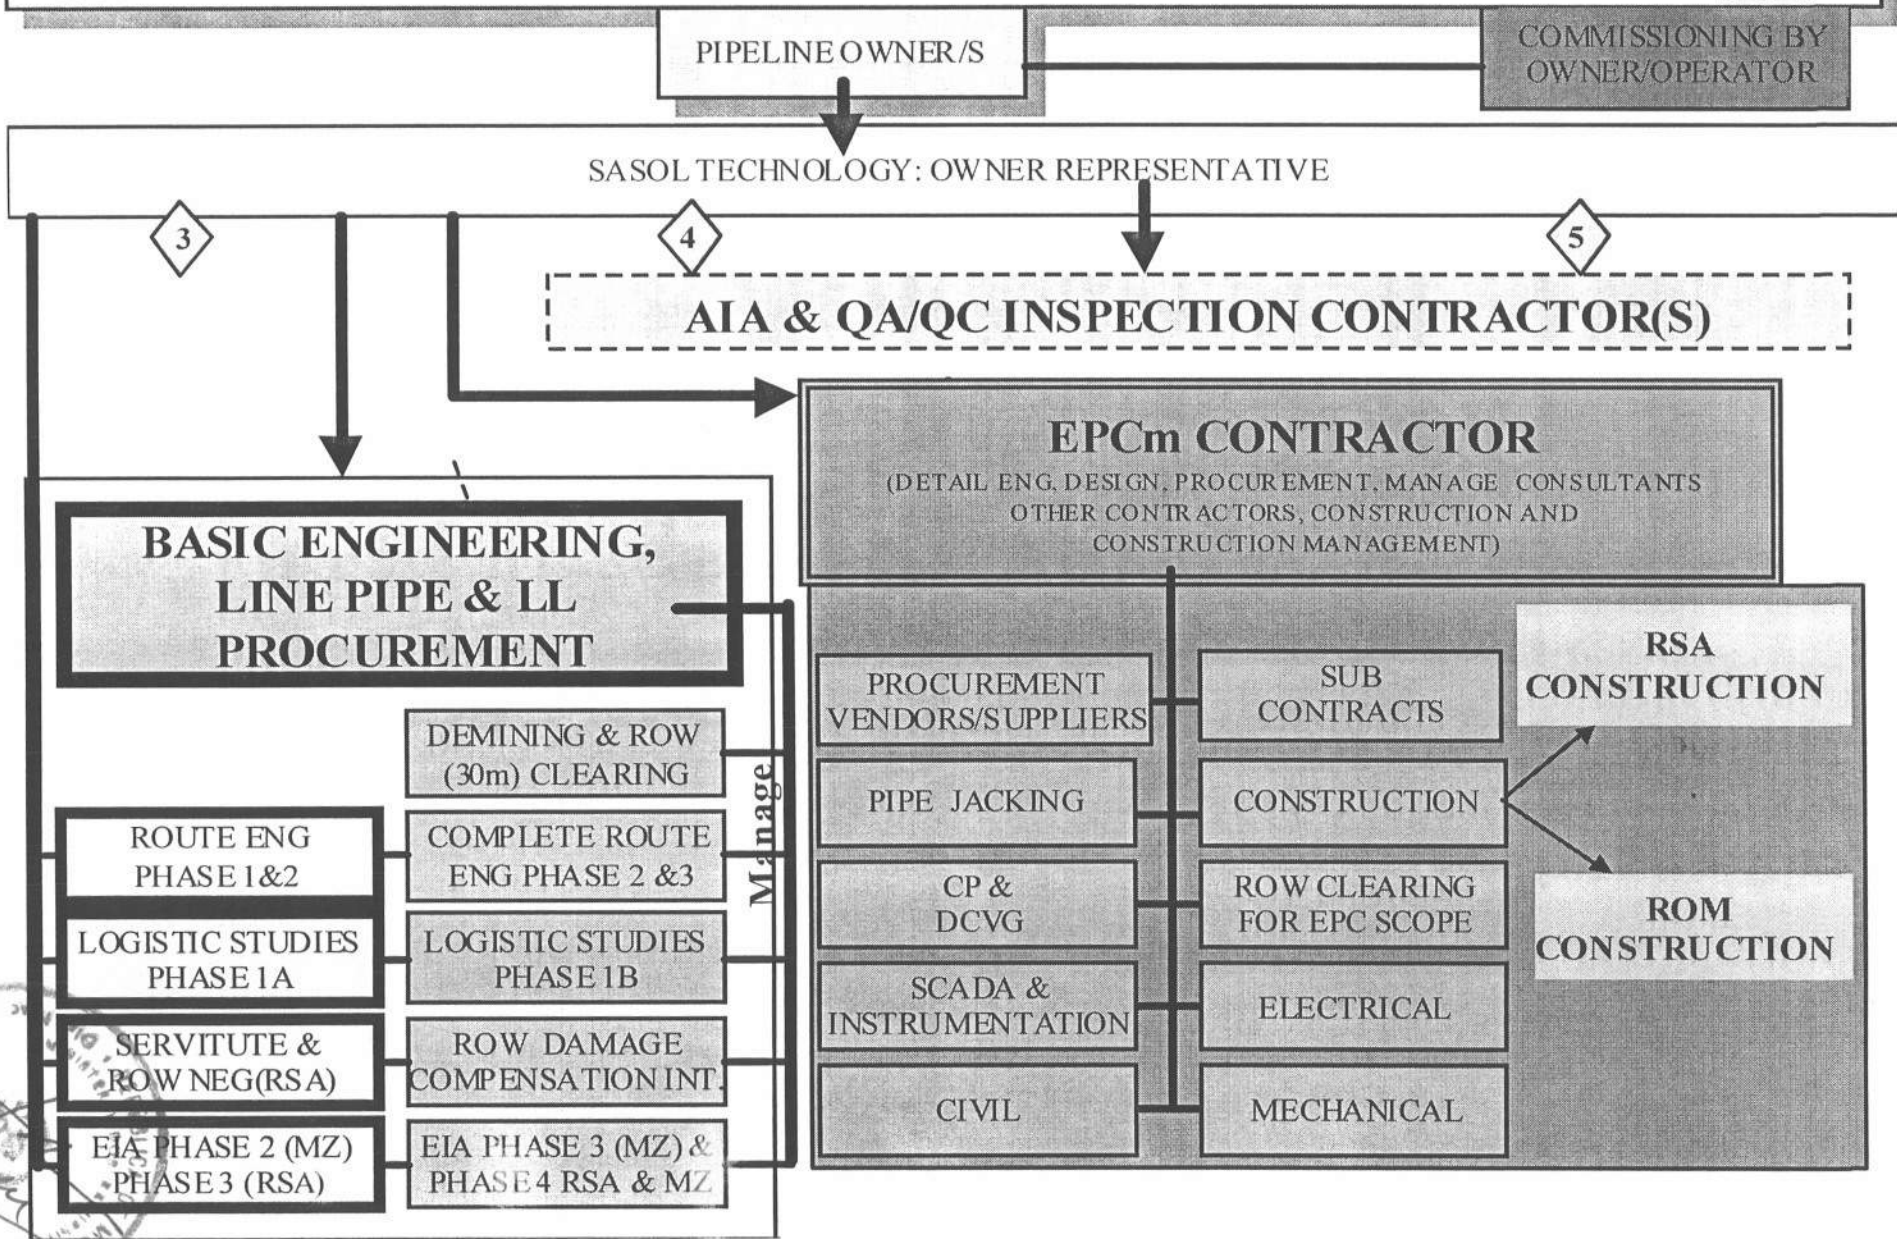 PIPELINE OWNER/S
COMMISSIONING BY
OWNER/OPERATOR
SASOL TECHNOLOGY: OWNER REPRESENTATIVE
3
4
5
AIA & QA/QC INSPECTION CONTRACTOR(S)
EPCm CONTRACTOR
(DETAIL ENG, DESIGN, PROCUREMENT, MANAGE CONSULTANTS
OTHER CONTRACTORS, CONSTRUCTION AND
CONSTRUCTION MANAGEMENT)
BASIC ENGINEERING,
LINE PIPE & LL
PROCUREMENT
DEMINING & ROW
(30m) CLEARING
Manage
ROUTE ENG
PHASE 1&2
COMPLETE ROUTE
ENG PHASE 2 &3
LOGISTIC STUDIES
PHASE 1A
LOGISTIC STUDIES
PHASE 1B
SERVITUTE &
ROW NEG(RSA)
ROW DAMAGE
COMPENSATION INT.
EIA PHASE 2 (MZ)
PHASE 3 (RSA)
EIA PHASE 3 (MZ) &
PHASE 4 RSA & MZ
PROCUREMENT
VENDORS/SUPPLIERS
SUB
CONTRACTS
RSA
CONSTRUCTION
PIPE JACKING
CONSTRUCTION
CP &
DCVG
ROW CLEARING
FOR EPC SCOPE
ROM
CONSTRUCTION
SCADA &
INSTRUMENTATION
ELECTRICAL
CIVIL
MECHANICAL